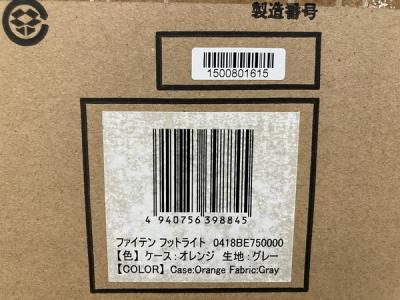 製造番号
1500801615
4 940756 398845
ファイテン フットライト 0418BE750000
【色】ケース:オレンジ 生地:グレー
【COLOR】 Case:Orange Fabric:Gray